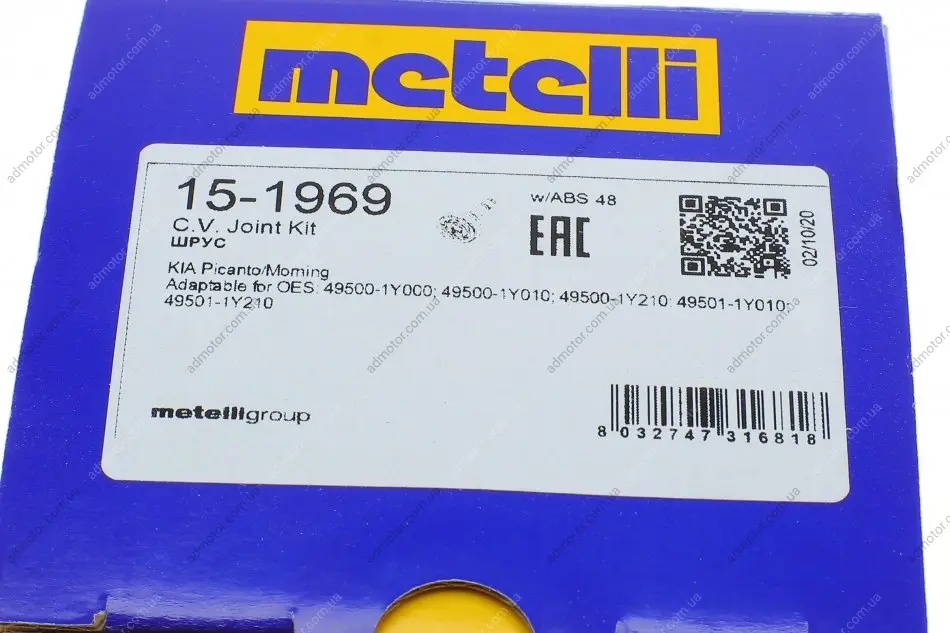 metelli
15-1969
C.V. Joint Kit
ШРУС
w/ABS 48
EAC
02/10/20
KIA Picanto/Morning
Adaptable for OES: 49500-1Y000; 49500-1Y010; 49500-1Y210; 49501-1Y010;
49501-1Y210
metelligroup
8 032747 316818
admotor.com.ua